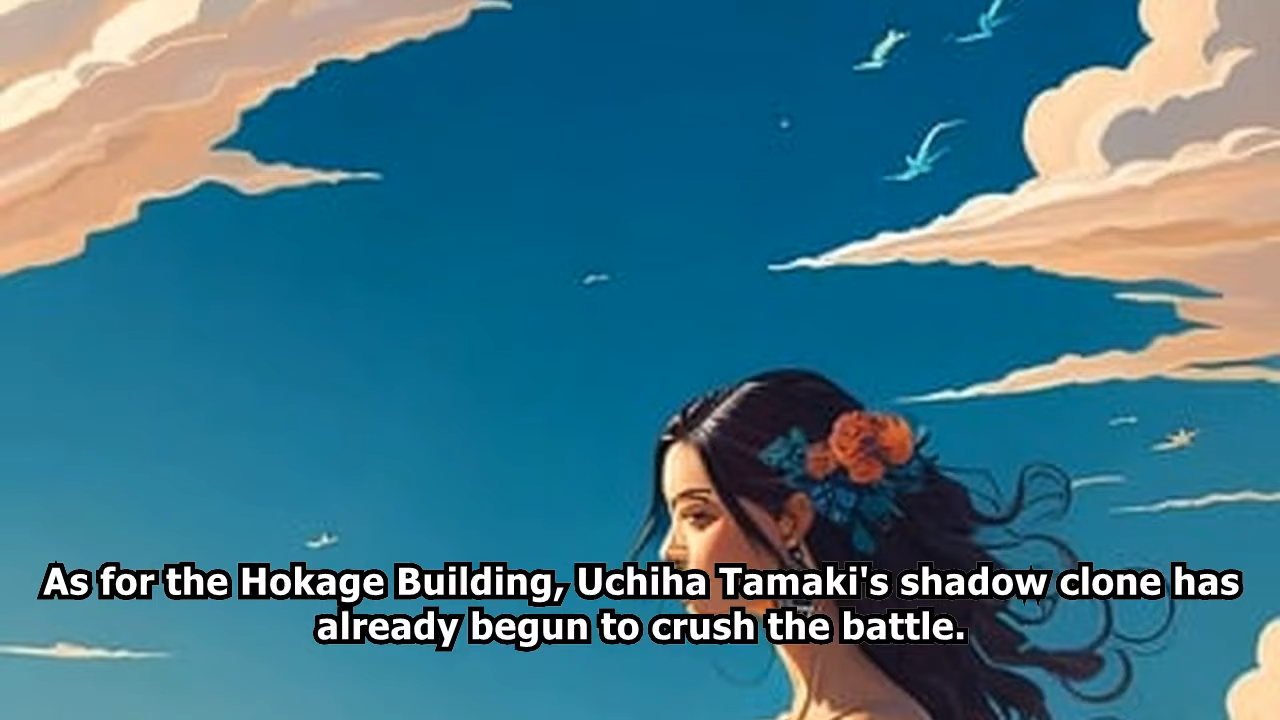 As for the Hokage Building, Uchiha Tamaki's shadow clone has
already begun to crush the battle.